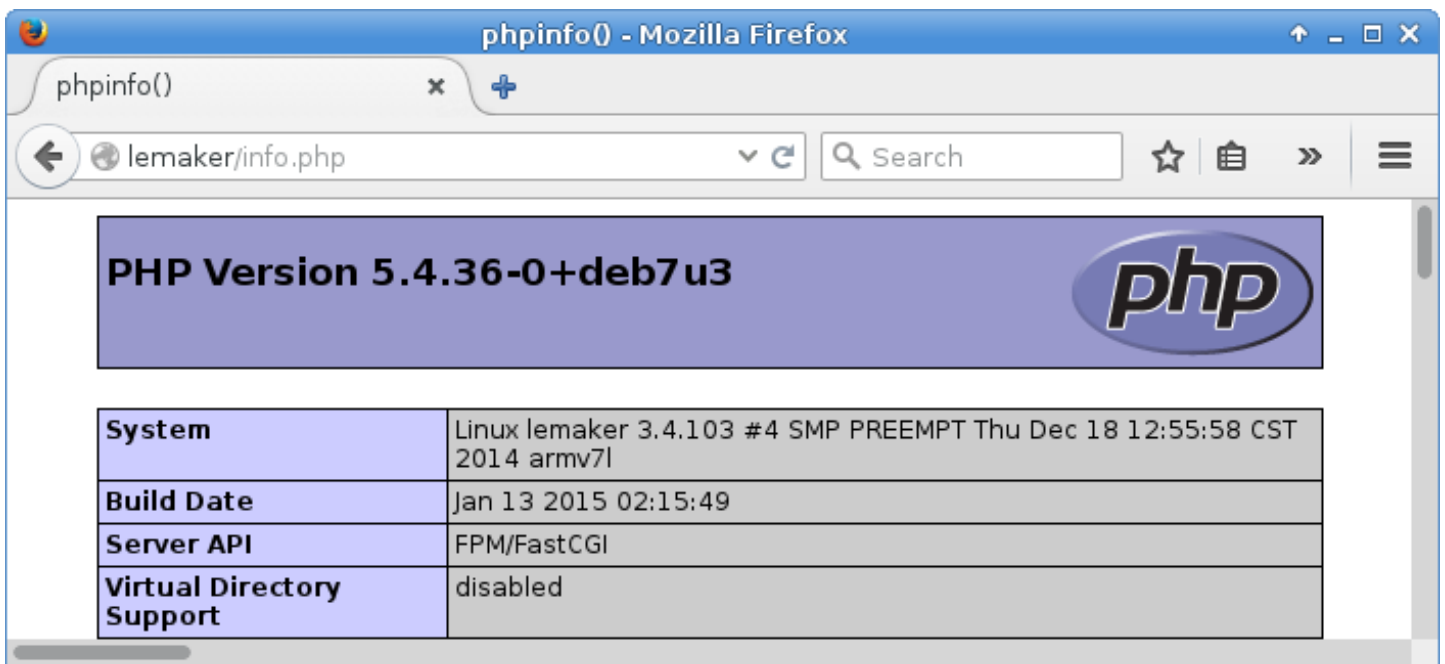 phpinfo() - Mozilla Firefox
phpinfo()
lemaker/info.php
Search
PHP Version 5.4.36-0+deb7u3
php
System
Linux lemaker 3.4.103 #4 SMP PREEMPT Thu Dec 18 12:55:58 CST
2014 armv7l
Build Date
Jan 13 2015 02:15:49
Server API
FPM/FastCGI
Virtual Directory
Support
disabled